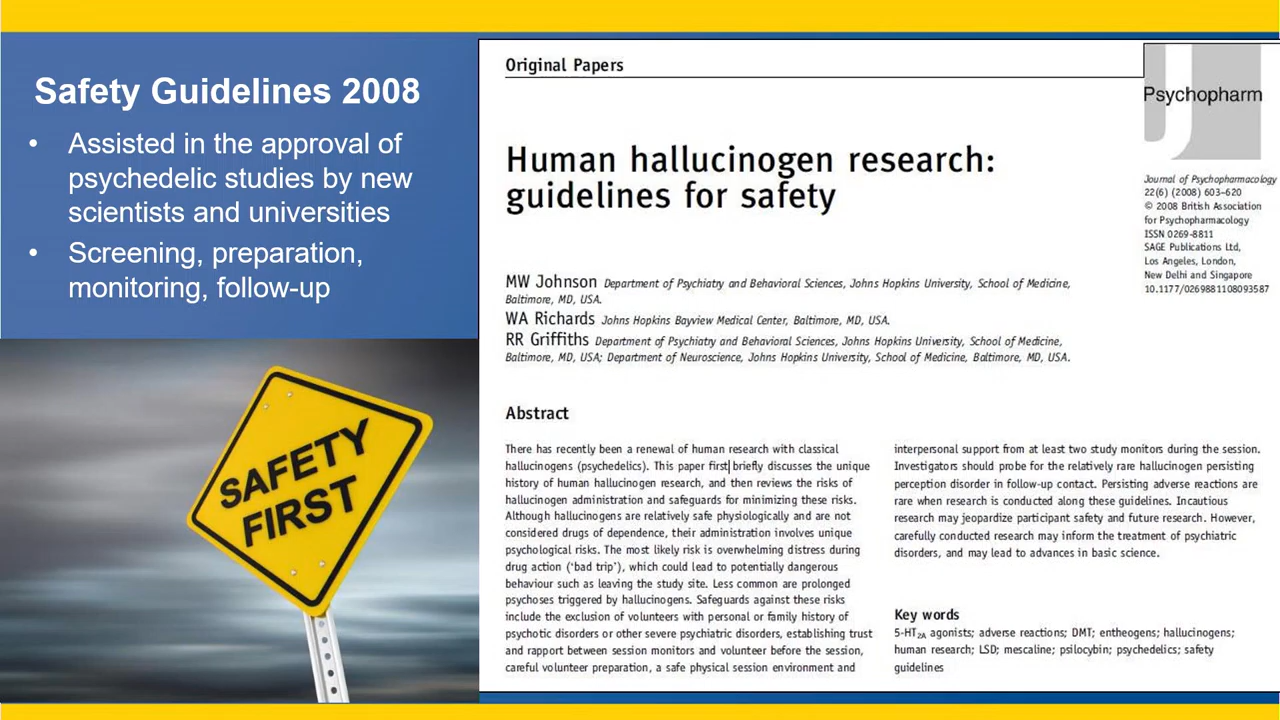 Safety Guidelines 2008
• Assisted in the approval of
psychedelic studies by new
scientists and universities
• Screening, preparation,
monitoring, follow-up
SAFETY
FIRST
Original Papers
Psychopharm
Journal of Psychopharmacology
22(6) (2008) 603–620
© 2008 British Association
for Psychopharmacology
ISSN 0269-8811
SAGE Publications Ltd,
Los Angeles, London,
New Delhi and Singapore
10.1177/0269881108093587
Human hallucinogen research:
guidelines for safety
MW Johnson Department of Psychiatry and Behavioral Sciences, Johns Hopkins University, School of Medicine,
Baltimore, MD, USA.
WA Richards Johns Hopkins Bayview Medical Center, Baltimore, MD, USA.
RR Griffiths Department of Psychiatry and Behavioral Sciences, Johns Hopkins University, School of Medicine,
Baltimore, MD, USA; Department of Neuroscience, Johns Hopkins University, School of Medicine, Baltimore, MD, USA.
Abstract
There has recently been a renewal of human research with classical
hallucinogens (psychedelics). This paper first briefly discusses the unique
history of human hallucinogen research, and then reviews the risks of
hallucinogen administration and safeguards for minimizing these risks.
Although hallucinogens are relatively safe physiologically and are not
considered drugs of dependence, their administration involves unique
psychological risks. The most likely risk is overwhelming distress during
drug action (‘bad trip’), which could lead to potentially dangerous
behaviour such as leaving the study site. Less common are prolonged
psychoses triggered by hallucinogens. Safeguards against these risks
include the exclusion of volunteers with personal or family history of
psychotic disorders or other severe psychiatric disorders, establishing trust
and rapport between session monitors and volunteer before the session,
careful volunteer preparation, a safe physical session environment and
interpersonal support from at least two study monitors during the session.
Investigators should probe for the relatively rare hallucinogen persisting
perception disorder in follow-up contact. Persisting adverse reactions are
rare when research is conducted along these guidelines. Incautious
research may jeopardize participant safety and future research. However,
carefully conducted research may inform the treatment of psychiatric
disorders, and may lead to advances in basic science.
Key words
5-HT2A agonists; adverse reactions; DMT; entheogens; hallucinogens;
human research; LSD; mescaline; psilocybin; psychedelics; safety
guidelines